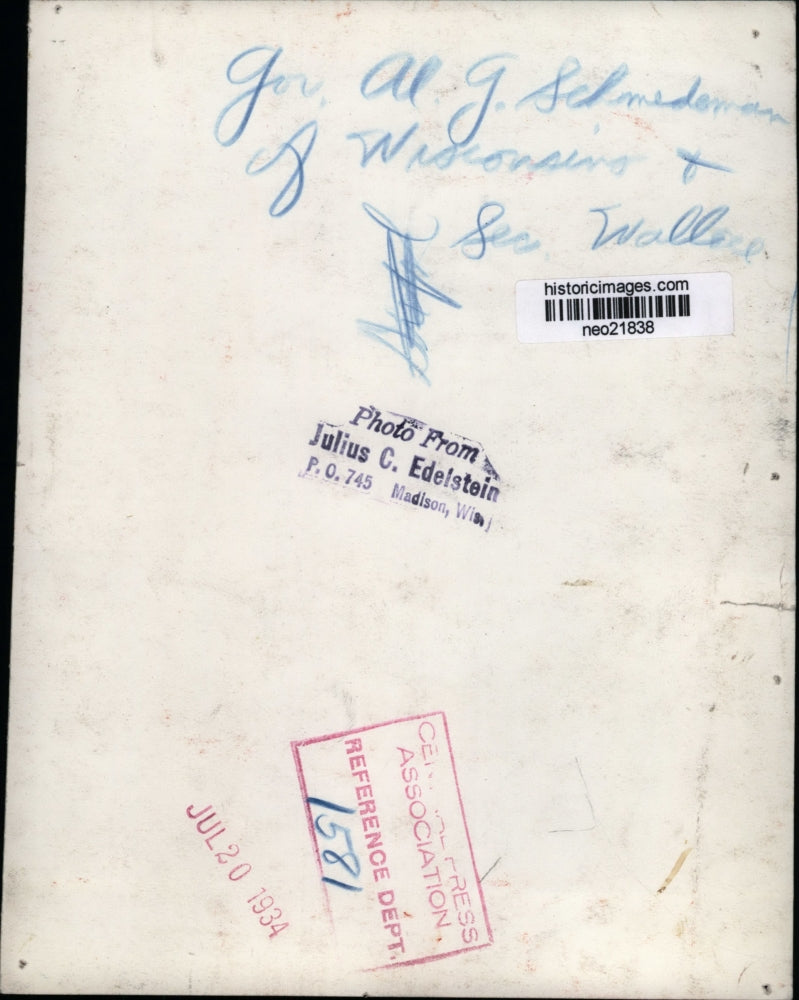 Gov. Al. G. Schmedeman
of Wisconsin &
Sec. Wallace
historicimages.com
neo21838
Photo From
Julius C. Edelstein
P. O. 745 Madison, Wis.
PRESS
ASSOCIATION
REFERENCE DEPT.
1581
JUL 20 1934